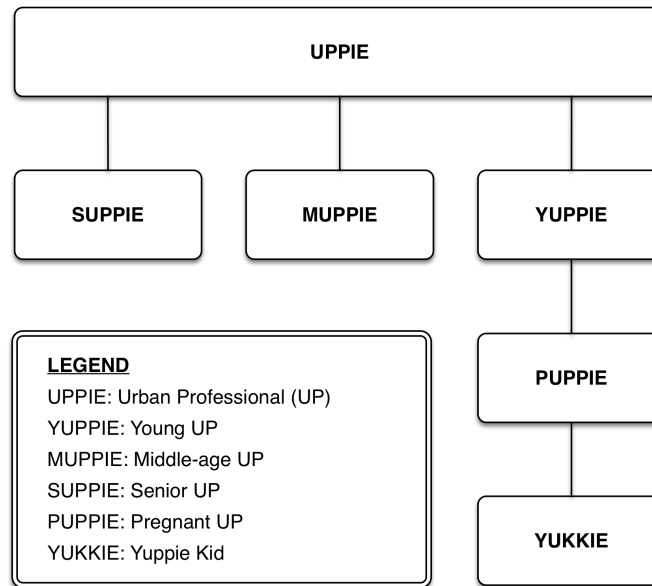 UPPIE
SUPPIE MUPPIE YUPPIE
PUPPIE
YUKKIE
LEGEND
UPPIE: Urban Professional (UP)
YUPPIE: Young UP
MUPPIE: Middle-age UP
SUPPIE: Senior UP
PUPPIE: Pregnant UP
YUKKIE: Yuppie Kid